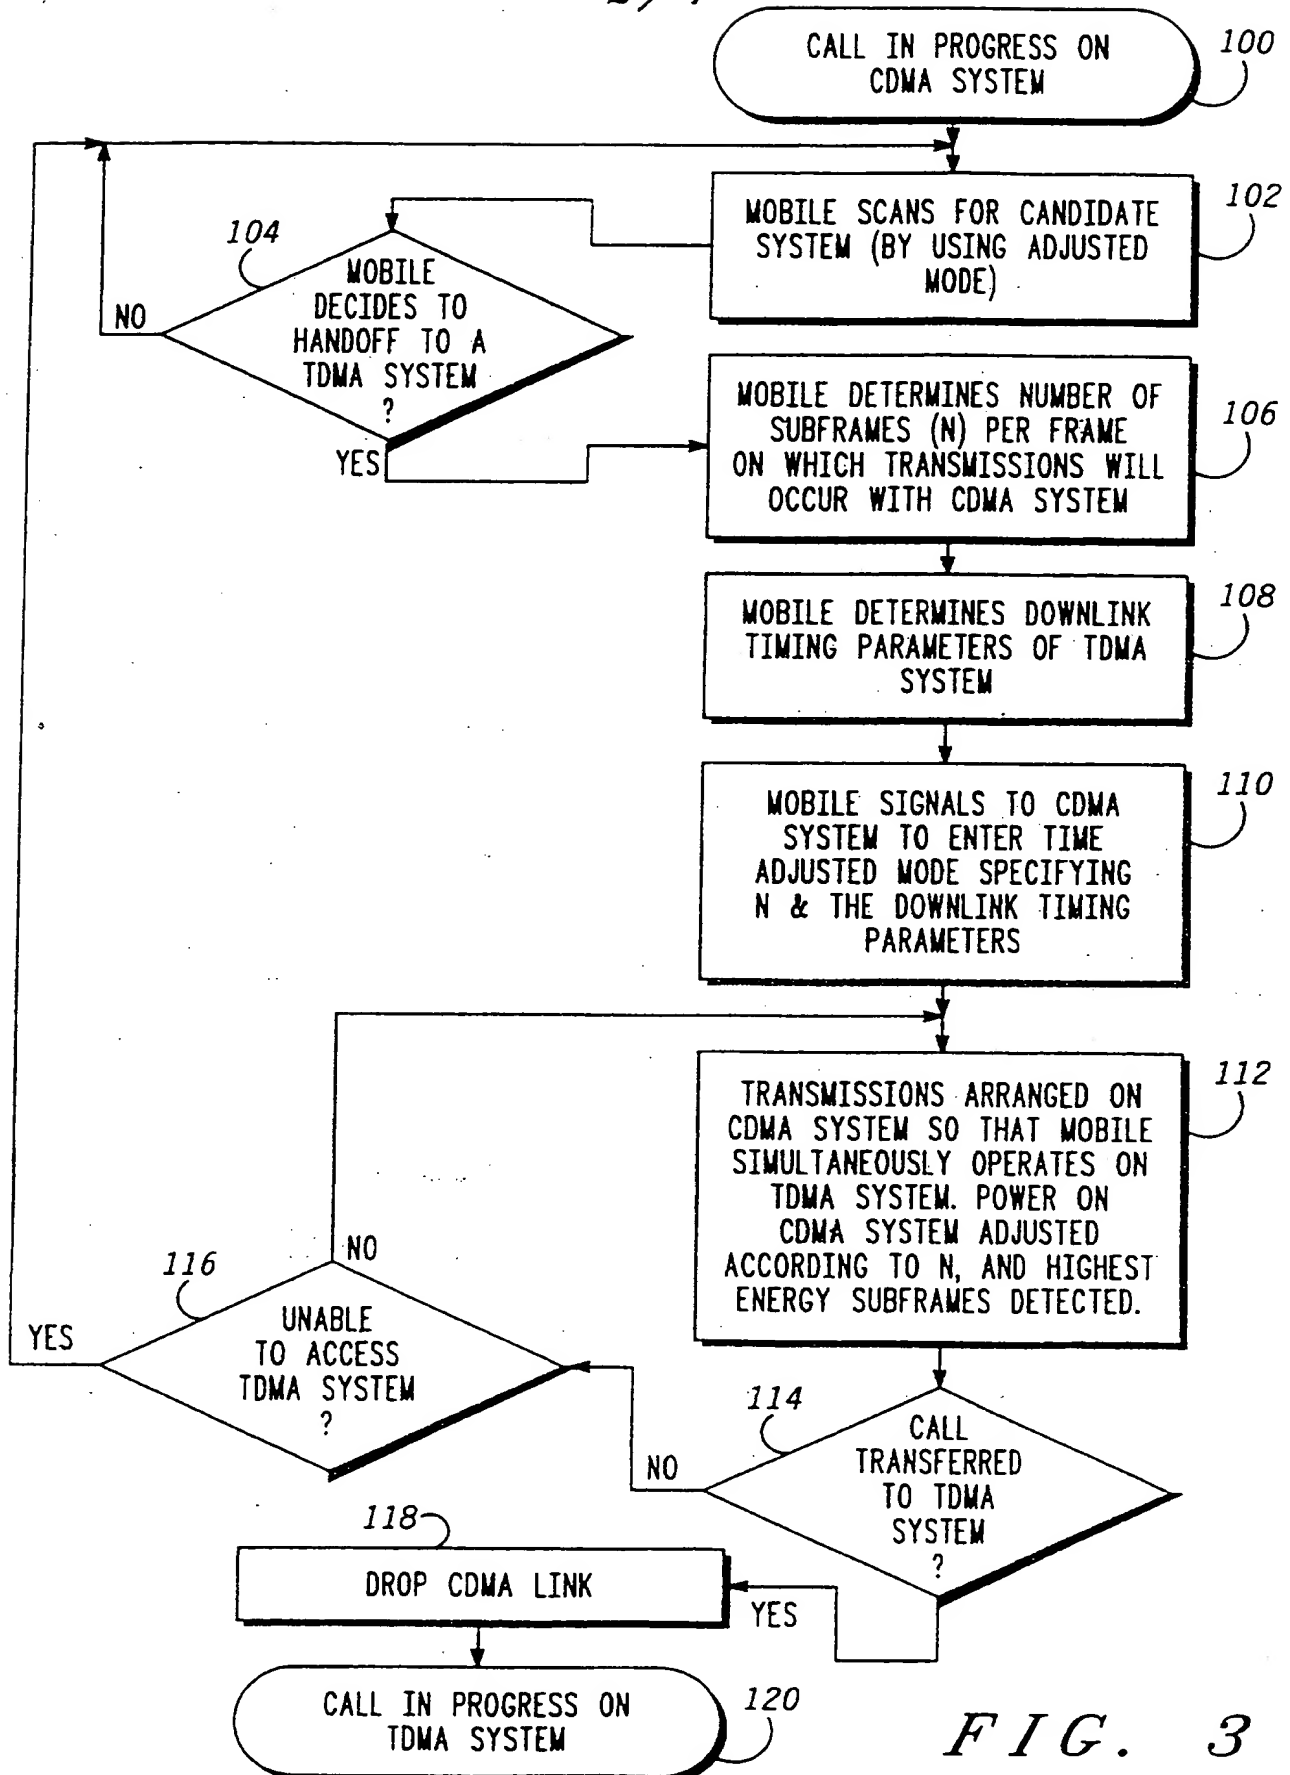 CALL IN PROGRESS ON
CDMA SYSTEM
100
MOBILE SCANS FOR CANDIDATE
SYSTEM (BY USING ADJUSTED
MODE)
102
104
MOBILE
DECIDES TO
HANDOFF TO A
TDMA SYSTEM
?
NO
YES
MOBILE DETERMINES NUMBER OF
SUBFRAMES (N) PER FRAME
ON WHICH TRANSMISSIONS WILL
OCCUR WITH CDMA SYSTEM
106
MOBILE DETERMINES DOWNLINK
TIMING PARAMETERS OF TDMA
SYSTEM
108
MOBILE SIGNALS TO CDMA
SYSTEM TO ENTER TIME
ADJUSTED MODE SPECIFYING
N & THE DOWNLINK TIMING
PARAMETERS
110
TRANSMISSIONS ARRANGED ON
CDMA SYSTEM SO THAT MOBILE
SIMULTANEOUSLY OPERATES ON
TDMA SYSTEM. POWER ON
CDMA SYSTEM ADJUSTED
ACCORDING TO N, AND HIGHEST
ENERGY SUBFRAMES DETECTED.
112
114
CALL
TRANSFERRED
TO TDMA
SYSTEM
?
NO
YES
116
UNABLE
TO ACCESS
TDMA SYSTEM
?
NO
YES
118
DROP CDMA LINK
CALL IN PROGRESS ON
TDMA SYSTEM
120
FIG. 3